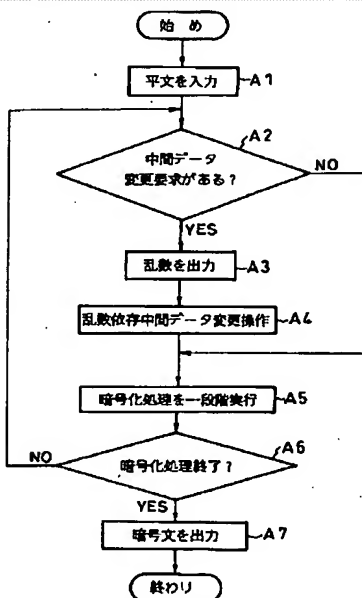 始 め
平文を入力 A1
A2
中間データ
変更要求がある?
NO
YES
乱数を出力 A3
乱数依存中間データ変更操作 A4
暗号化処理を一段階実行 A5
A6
NO
暗号化処理終了?
YES
暗号文を出力 A7
終わり